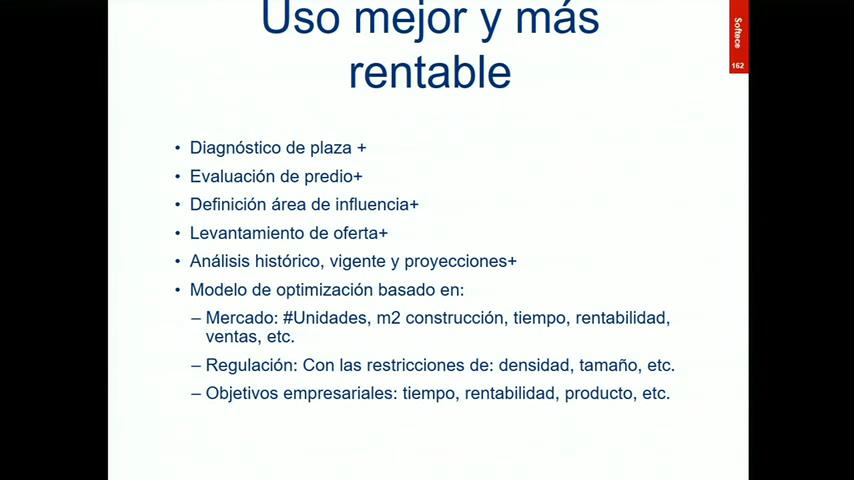 Uso mejor y más
rentable
Softec
162
• Diagnóstico de plaza +
• Evaluación de predio+
• Definición área de influencia+
• Levantamiento de oferta+
• Análisis histórico, vigente y proyecciones+
• Modelo de optimización basado en:
– Mercado: #Unidades, m2 construcción, tiempo, rentabilidad,
ventas, etc.
– Regulación: Con las restricciones de: densidad, tamaño, etc.
– Objetivos empresariales: tiempo, rentabilidad, producto, etc.